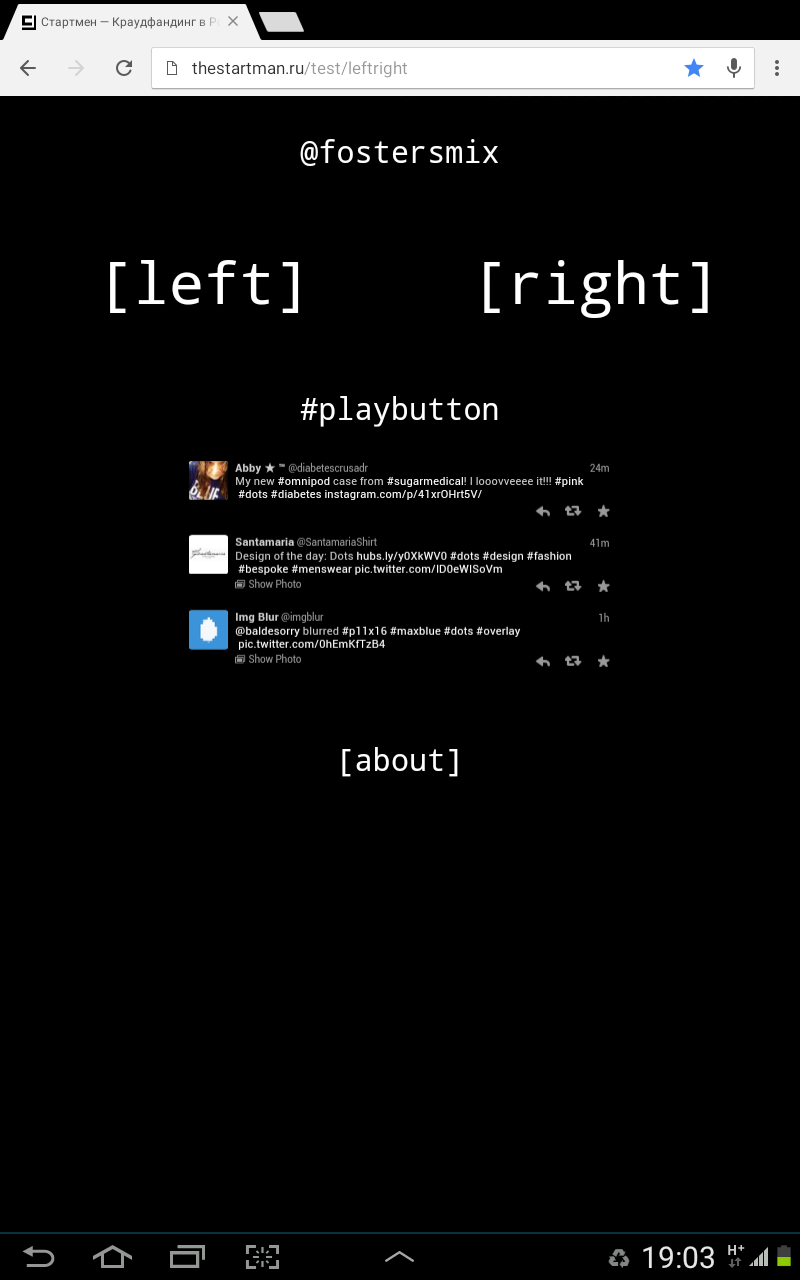 Стартмен — Краудфандинг в Р
thestartman.ru/test/leftright
@fostersmix
[left] [right]
#playbutton
Abby ★ ™ @diabetescrusadr 24m
My new #omnipod case from #sugarmedical! I looovveeee it!!! #pink
#dots #diabetes instagram.com/p/41xrOHrt5V/
Santamaria @SantamariaShirt 41m
Design of the day: Dots hubs.ly/y0XkWV0 #dots #design #fashion
#bespoke #menswear pic.twitter.com/lD0eWlSoVm
Show Photo
Img Blur @imgblur 1h
@baldesorry blurred #p11x16 #maxblue #dots #overlay
pic.twitter.com/0hEmKfTzB4
Show Photo
[about]
19:03 H+